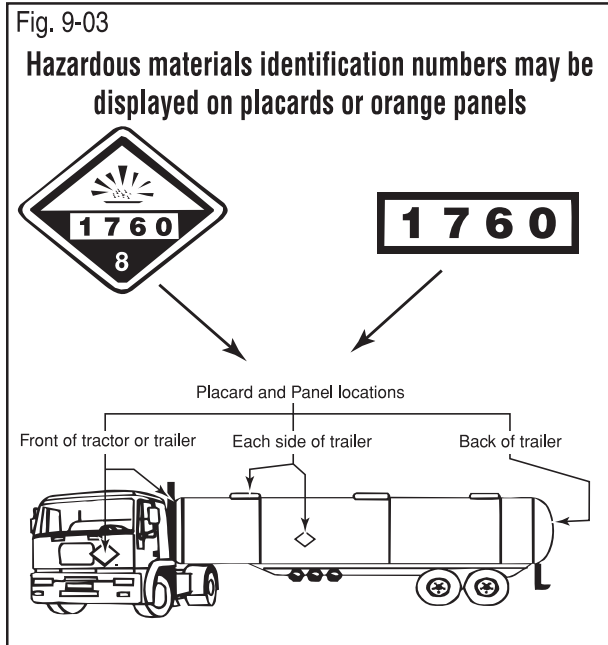 Fig. 9-03
Hazardous materials identification numbers may be
displayed on placards or orange panels
1760
8
1760
Placard and Panel locations
Front of tractor or trailer
Each side of trailer
Back of trailer